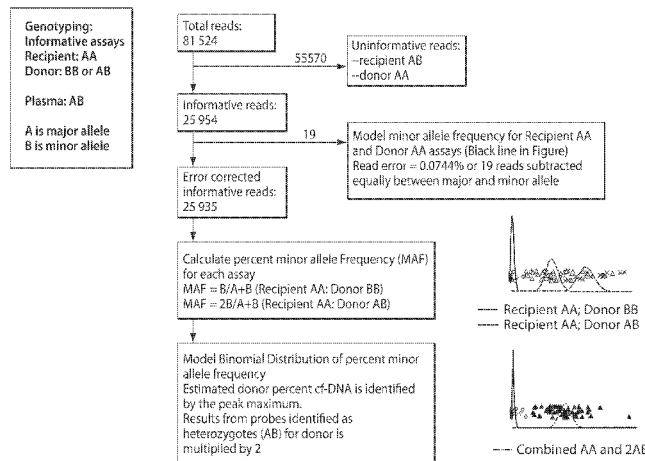 Genotyping:
Informative assays
Recipient: AA
Donor: BB or AB
Plasma: AB
A is major allele
B is minor allele
Total reads:
81 524
55570
Uninformative reads:
--recipient AB
--donor AA
Informative reads:
25 954
19
Model minor allele frequency for Recipient AA
and Donor AA assays (Black line in Figure)
Read error = 0.0744% or 19 reads subtracted
equally between major and minor allele
Error corrected
informative reads:
25 935
Calculate percent minor allele Frequency (MAF)
for each assay
MAF = B/A+B (Recipient AA: Donor BB)
MAF = 2B/A+B (Recipient AA: Donor AB)
Recipient AA; Donor BB
Recipient AA; Donor AB
Model Binomial Distribution of percent minor
allele frequency
Estimated donor percent cf-DNA is identified
by the peak maximum.
Results from probes identified as
heterozygotes (AB) for donor is
multiplied by 2
Combined AA and 2AB